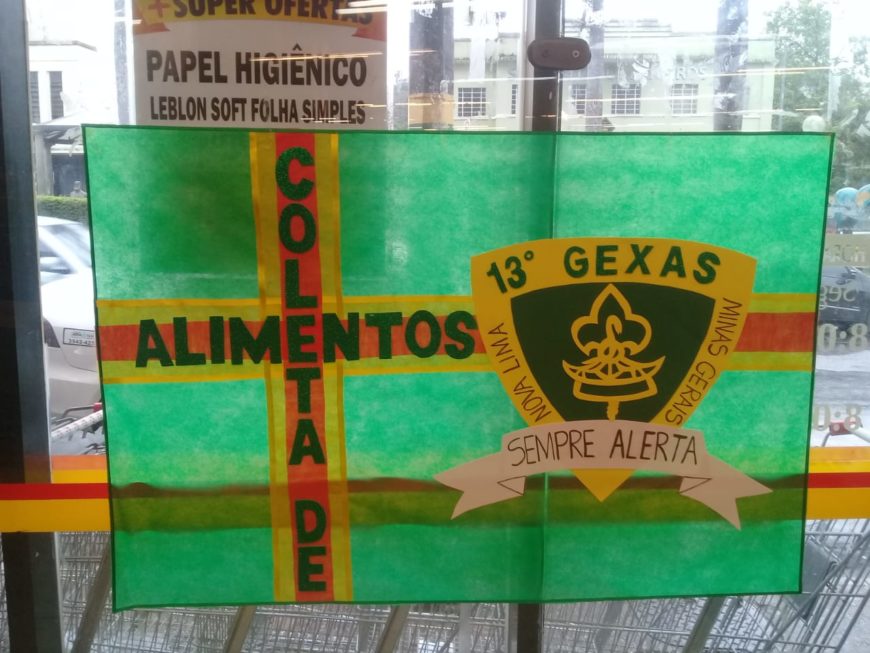 +SUPER OFERTAS
PAPEL HIGIÊNICO
LEBLON SOFT FOLHA SIMPLES
COLETA DE
ALIMENTOS
13° GEXAS
NOVA LIMA
MINAS GERAIS
SEMPRE ALERTA